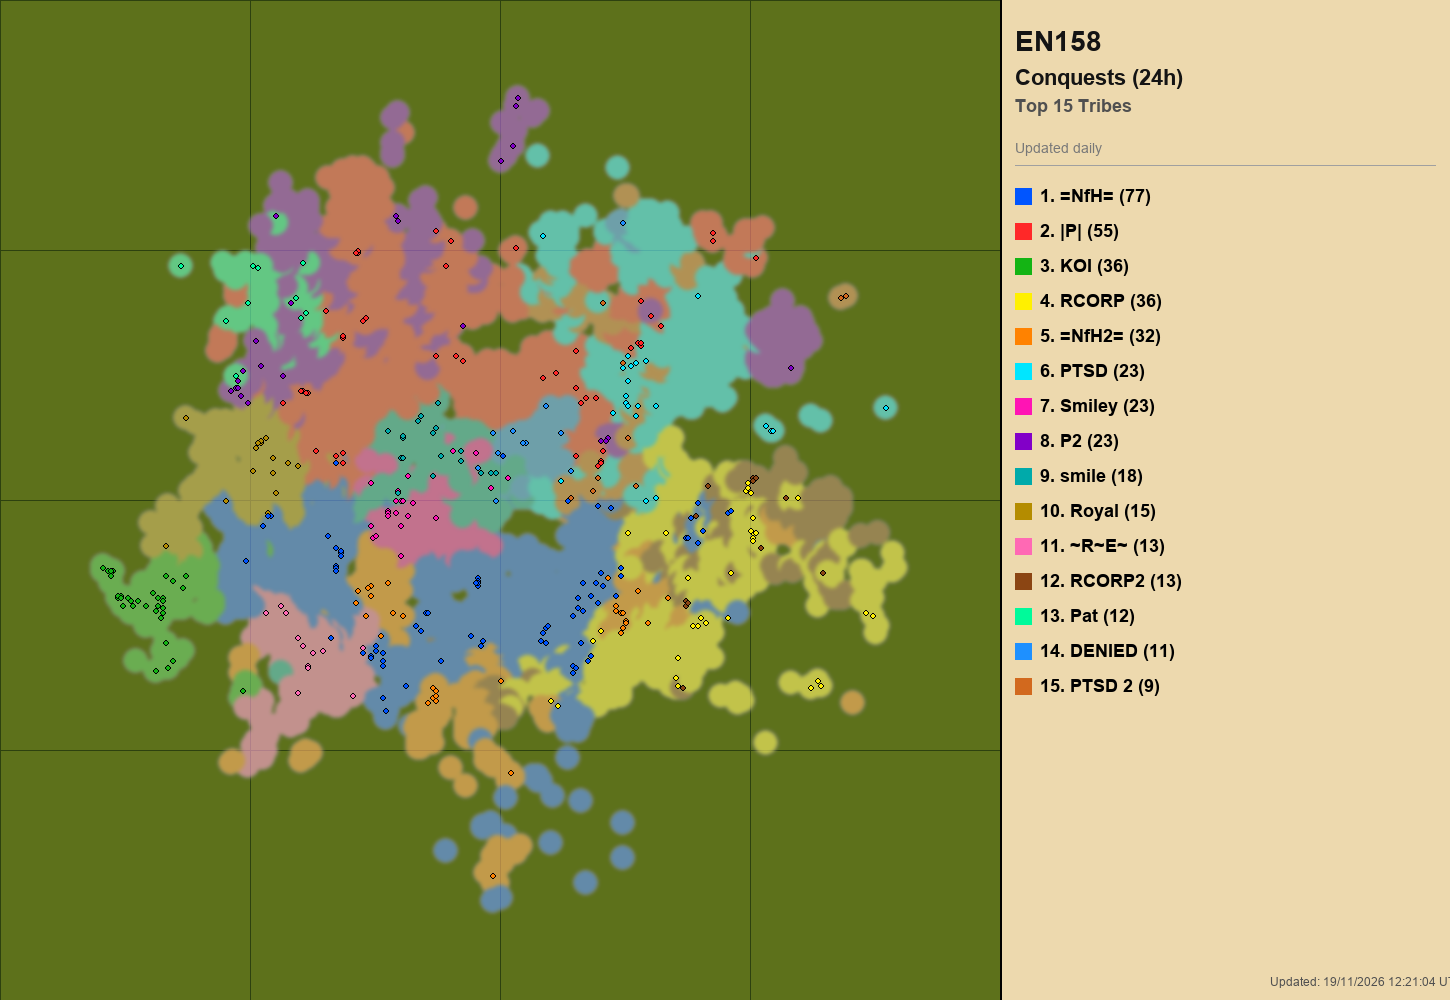 EN158
Conquests (24h)
Top 15 Tribes
Updated daily
1. =NfH= (77)
2. |P| (55)
3. KOI (36)
4. RCORP (36)
5. =NfH2= (32)
6. PTSD (23)
7. Smiley (23)
8. P2 (23)
9. smile (18)
10. Royal (15)
11. ~R~E~ (13)
12. RCORP2 (13)
13. Pat (12)
14. DENIED (11)
15. PTSD 2 (9)
Updated: 19/11/2026 12:21:04 U